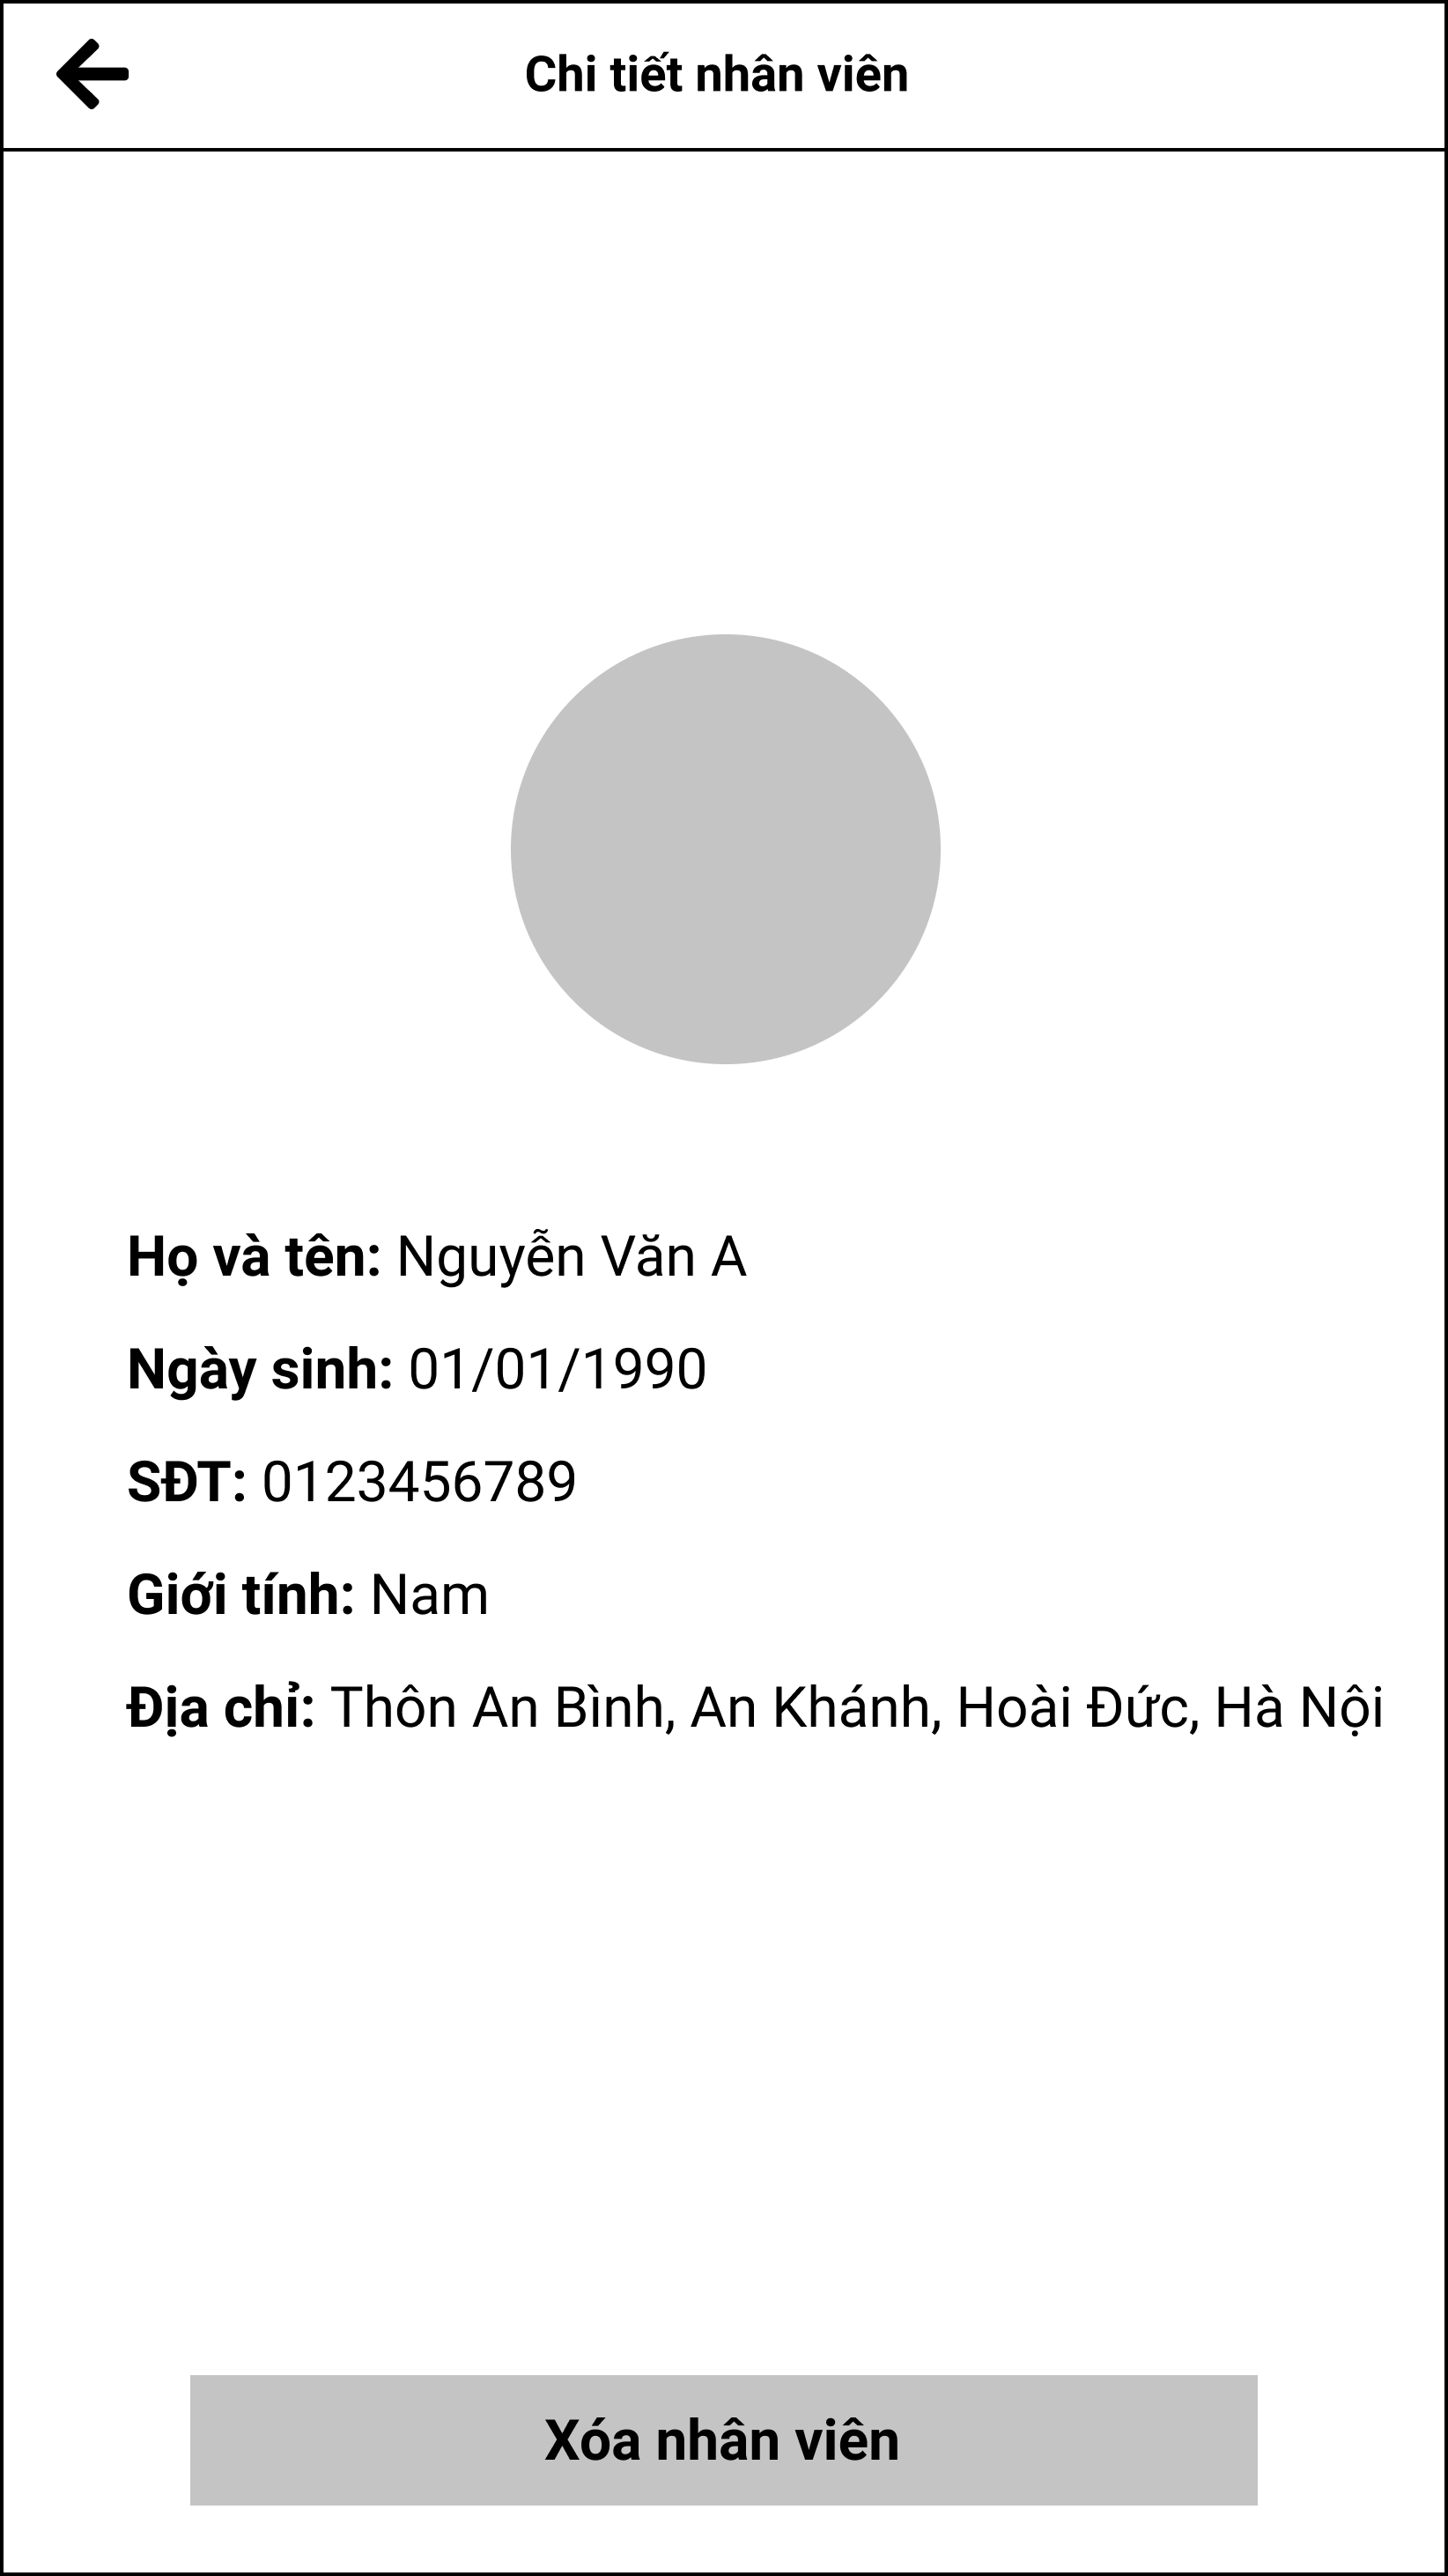 Chi tiết nhân viên
Họ và tên: Nguyễn Văn A
Ngày sinh: 01/01/1990
SĐT: 0123456789
Giới tính: Nam
Địa chỉ: Thôn An Bình, An Khánh, Hoài Đức, Hà Nội
Xóa nhân viên